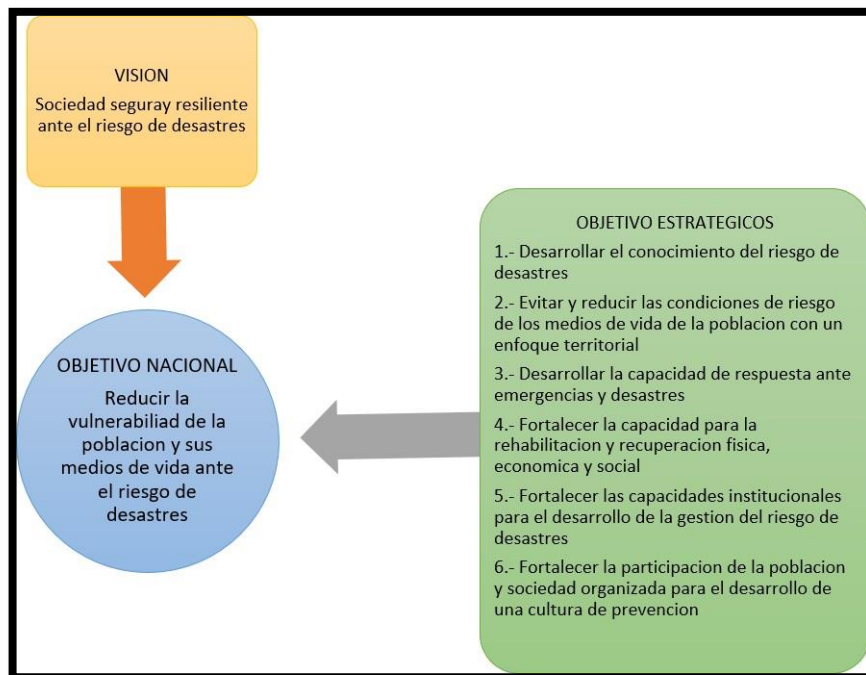 VISION
Sociedad seguray resiliente
ante el riesgo de desastres
OBJETIVO NACIONAL
Reducir la
vulnerabiliad de la
poblacion y sus
medios de vida ante
el riesgo de
desastres
OBJETIVO ESTRATEGICOS
1.- Desarrollar el conocimiento del riesgo de
desastres
2.- Evitar y reducir las condiciones de riesgo
de los medios de vida de la poblacion con un
enfoque territorial
3.- Desarrollar la capacidad de respuesta ante
emergencias y desastres
4.- Fortalecer la capacidad para la
rehabilitacion y recuperacion fisica,
economica y social
5.- Fortalecer las capacidades institucionales
para el desarrollo de la gestion del riesgo de
desastres
6.- Fortalecer la participacion de la poblacion
y sociedad organizada para el desarrollo de
una cultura de prevencion